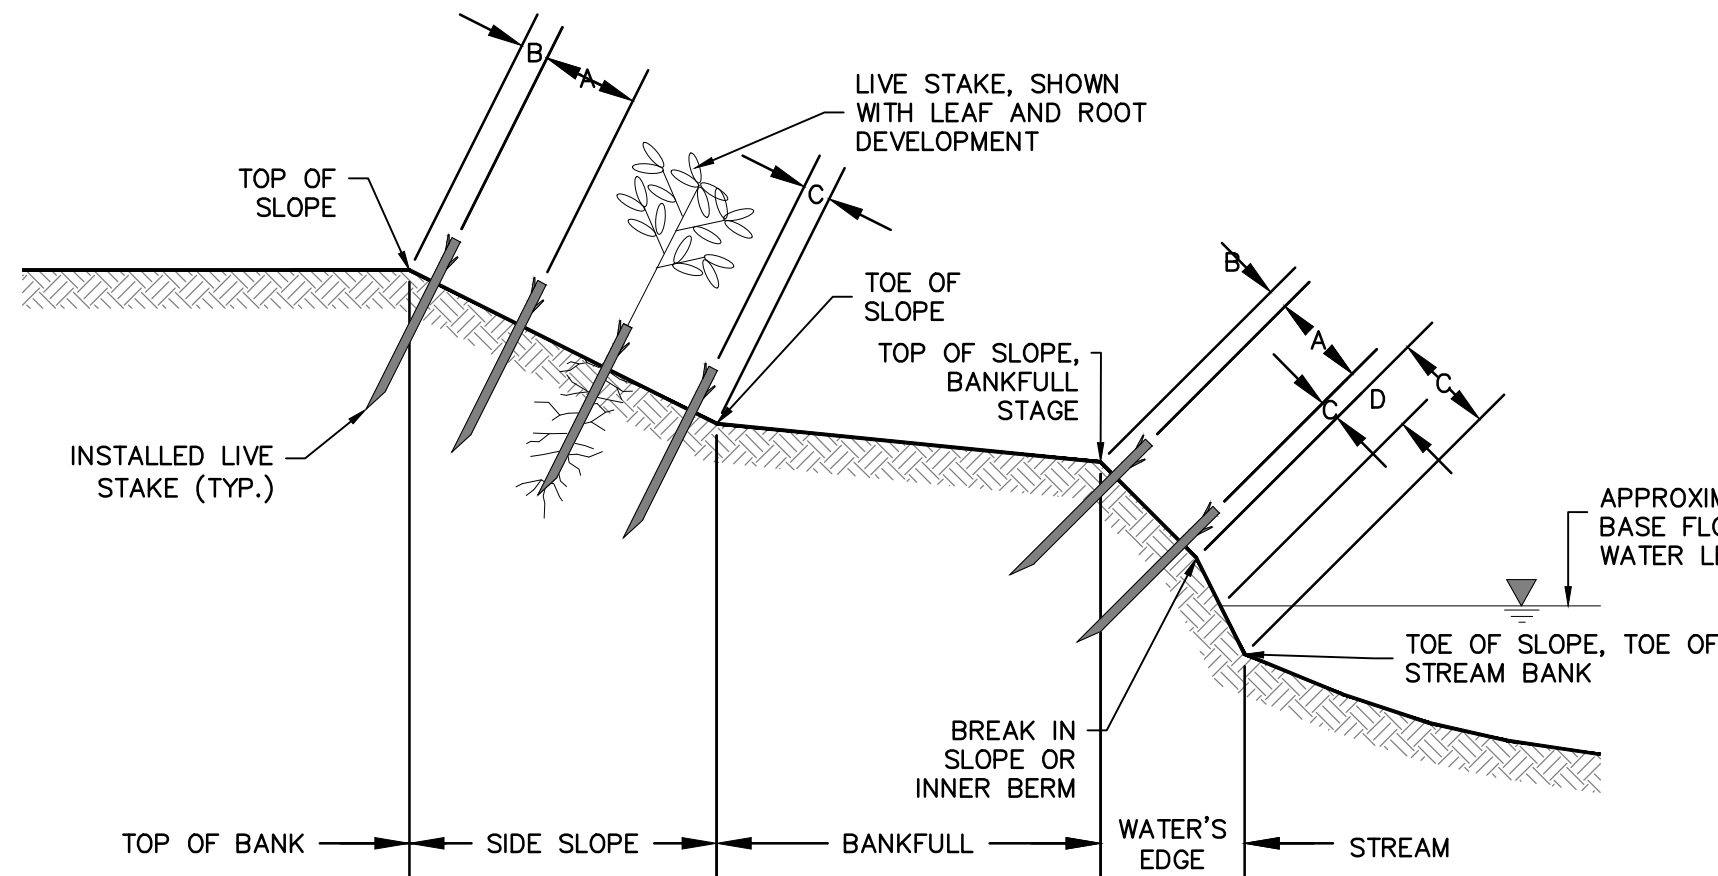 B
A
LIVE STAKE, SHOWN
WITH LEAF AND ROOT
DEVELOPMENT
TOP OF
SLOPE
C
TOE OF
SLOPE
B
A
TOP OF SLOPE,
BANKFULL
STAGE
C
D
C
INSTALLED LIVE
STAKE (TYP.)
BASE
WATER
TOE OF SLOPE, TOE OF
STREAM BANK
BREAK IN
SLOPE OR
INNER BERM
TOP OF BANK
SIDE SLOPE
BANKFULL
WATER'S
EDGE
STREAM